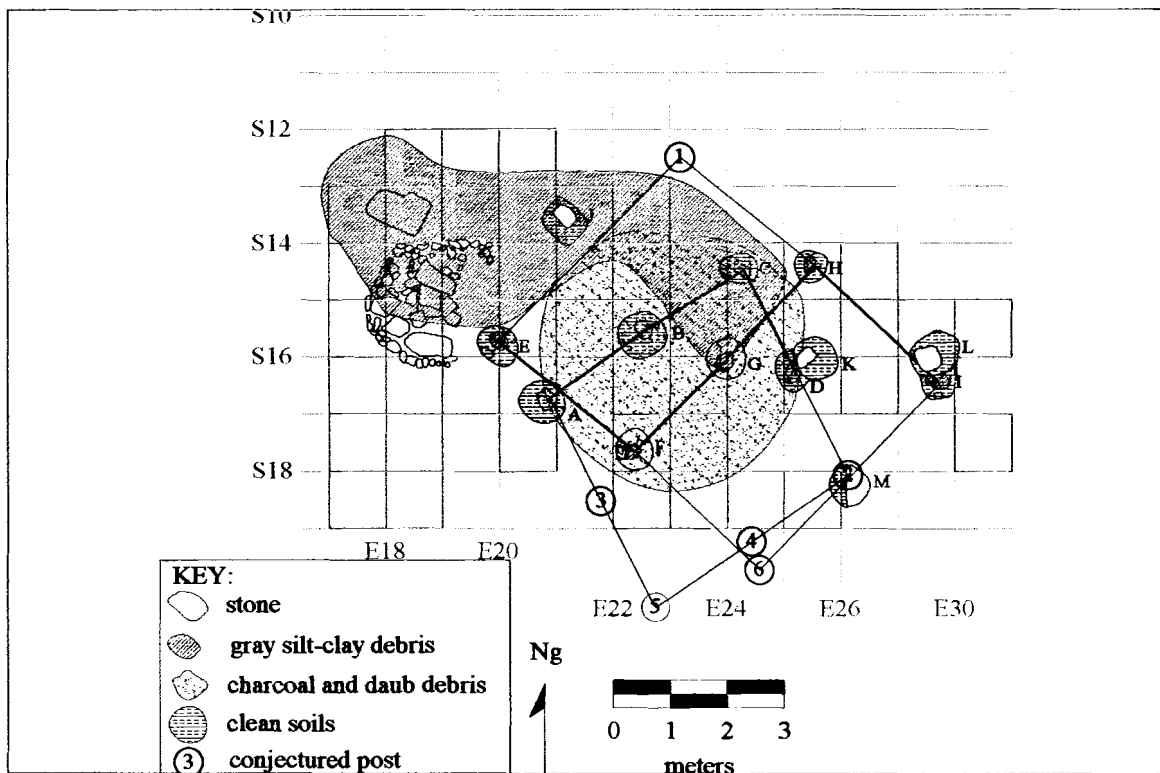 S10
1
S12
J
S14
C
H
B
L
E
G
K
S16
D
A
F
2
S18
M
3
4
6
E18 E20
5 E22 E24 E26 E30
KEY:
stone
gray silt-clay debris
charcoal and daub debris
clean soils
3 conjectured post
Ng
0 1 2 3
meters